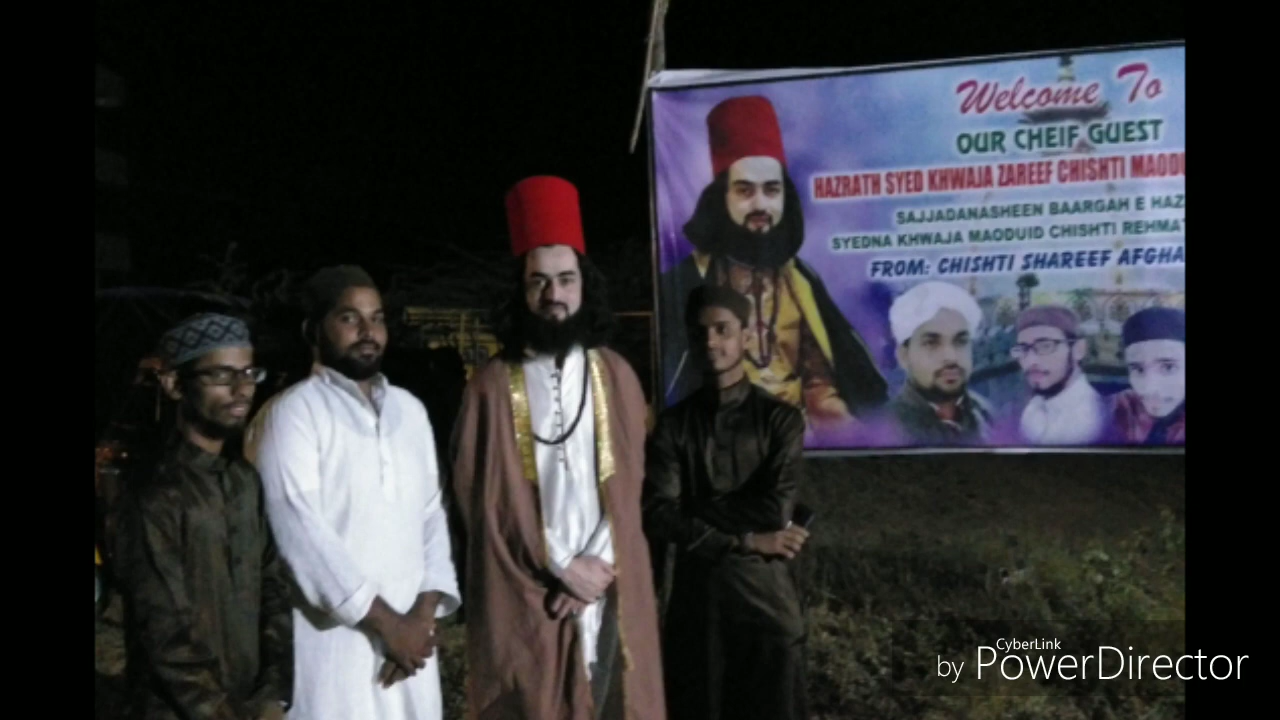 Welcome To
OUR CHEIF GUEST
HAZRATH SYED KHWAJA ZAREEF CHISHTI
SAJJADANASHEEN BAARGAH E
SYEDNA KHWAJA MAODUID CHISHTI
FROM: CHISHTI SHAREEF
CyberLink
by PowerDirector